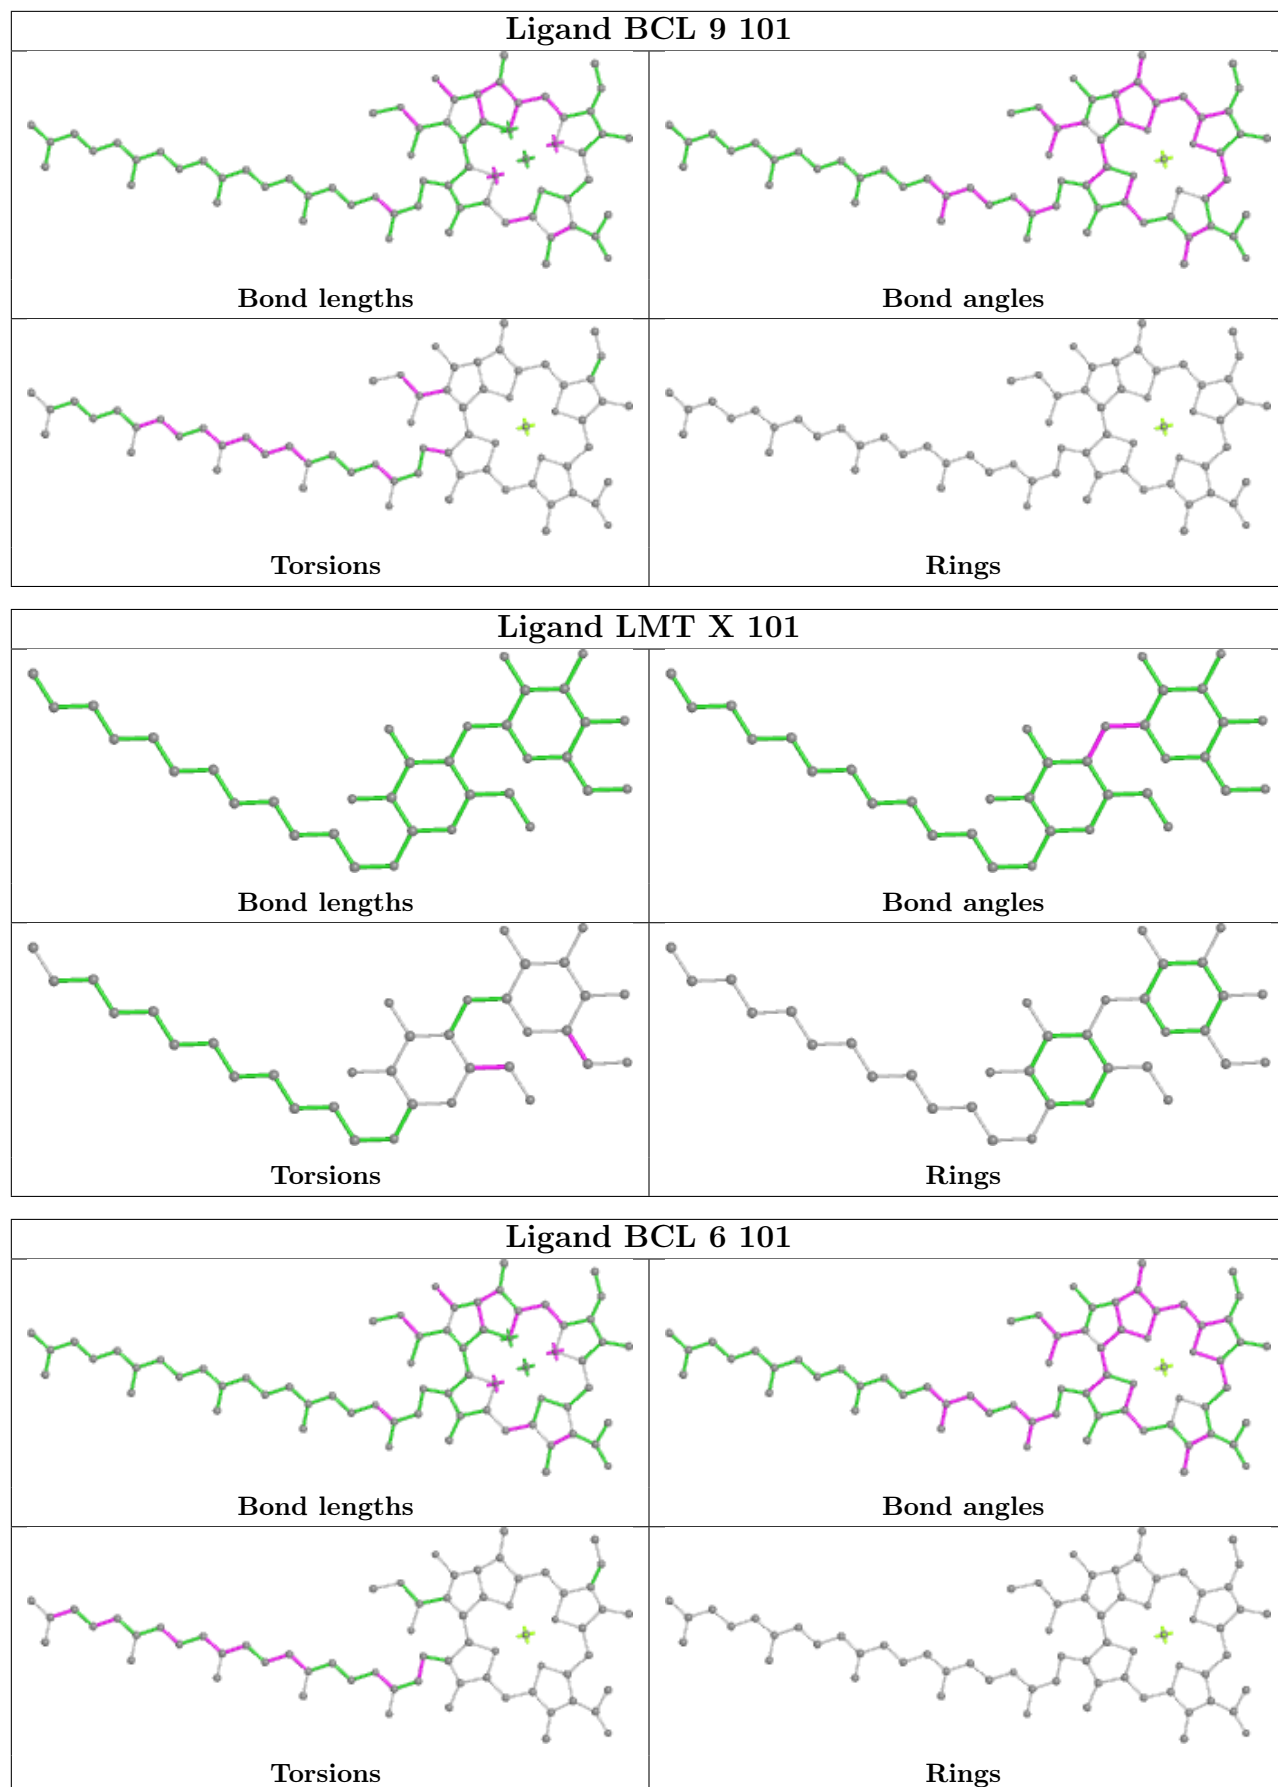 Ligand BCL 9 101
Bond lengths
Bond angles
Torsions
Rings
Ligand LMT X 101
Bond lengths
Bond angles
Torsions
Rings
Ligand BCL 6 101
Bond lengths
Bond angles
Torsions
Rings